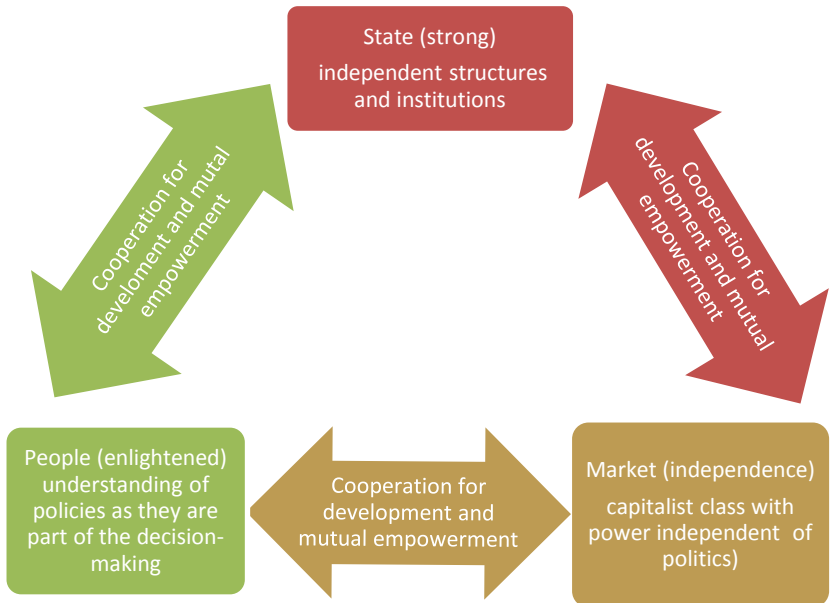 State (strong)
independent structures
and institutions
Cooperation for
develoment and mutal
empowerment
Cooperation for
development and mutual
empowerment
People (enlightened)
understanding of
policies as they are
part of the decision-
making
Cooperation for
development and
mutual empowerment
Market (independence)
capitalist class with
power independent of
politics)